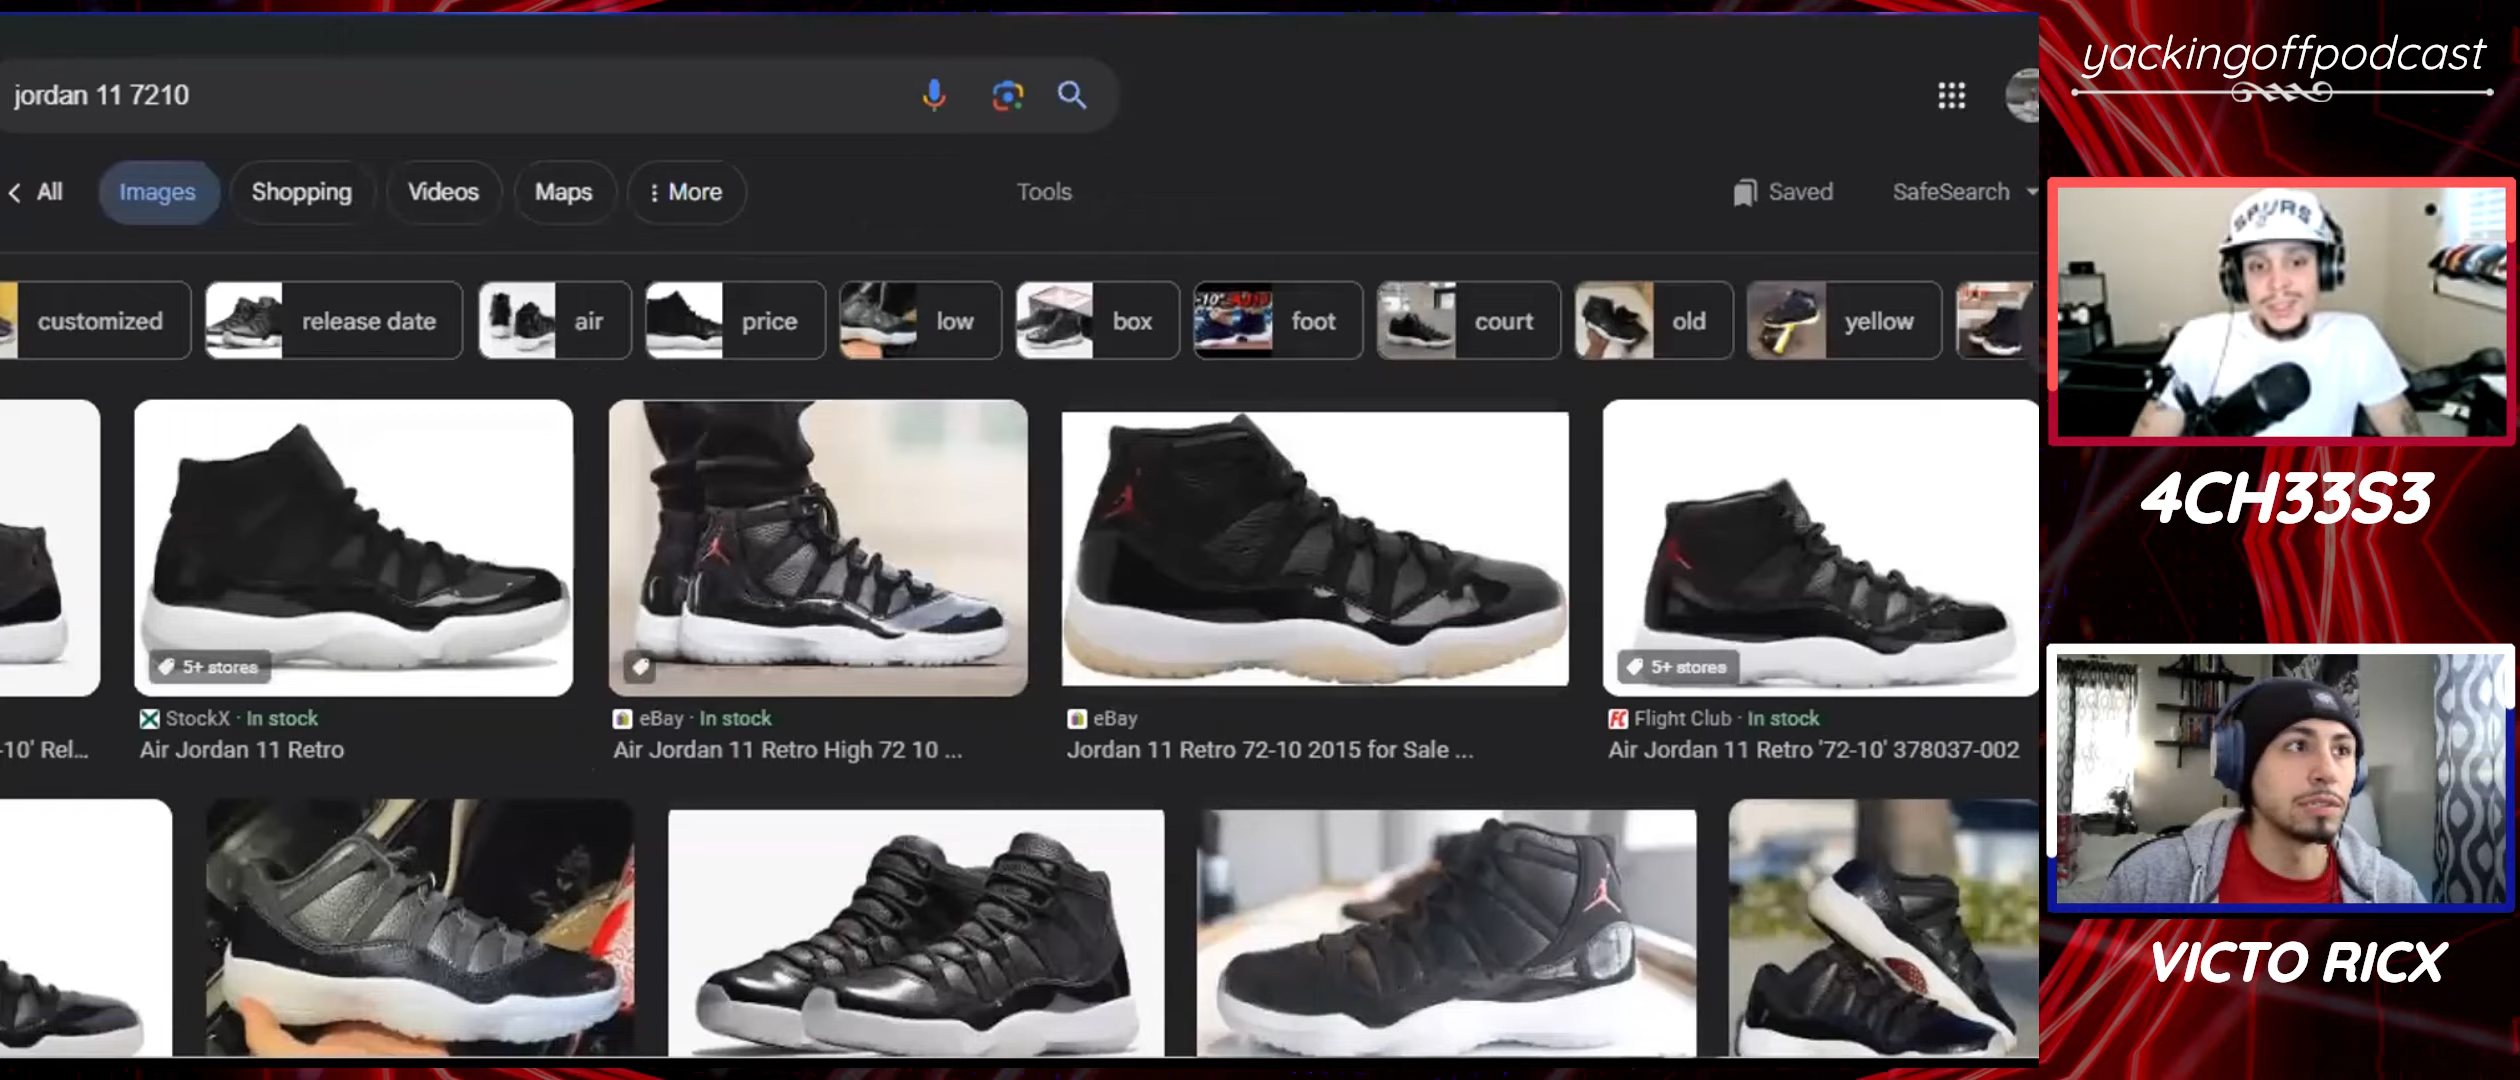 jordan 11 7210
All
Images
Shopping
Videos
Maps
More
Tools
Saved
SafeSearch
customized
release date
air
price
low
box
foot
court
old
yellow
5+ stores
5+ stores
StockX · In stock
eBay · In stock
eBay
FC Flight Club · In stock
-10' Rel...
Air Jordan 11 Retro
Air Jordan 11 Retro High 72 10 ...
Jordan 11 Retro 72-10 2015 for Sale ...
Air Jordan 11 Retro '72-10' 378037-002
yackingoffpodcast
SPURS
4CH33S3
VICTO RICX